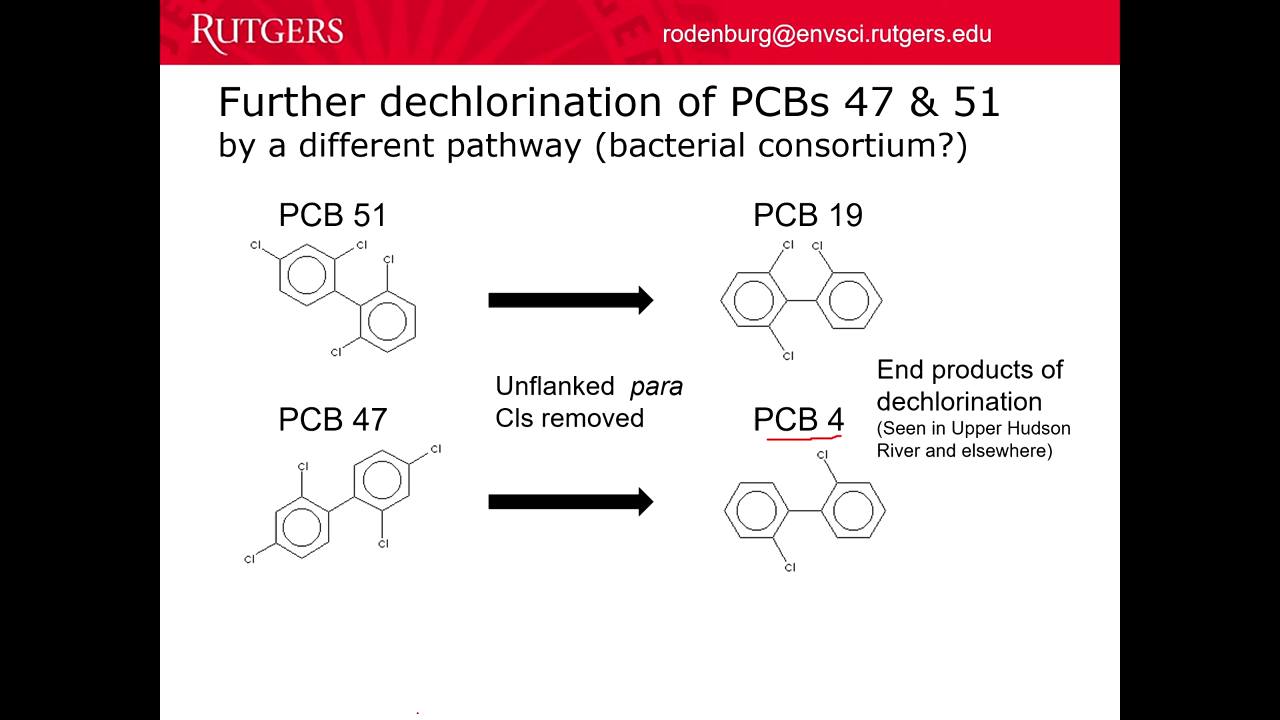 RUTGERS
rodenburg@envsci.rutgers.edu
Further dechlorination of PCBs 47 & 51
by a different pathway (bacterial consortium?)
PCB 51
Cl
Cl
Cl
Cl
PCB 19
Cl
Cl
Cl
Unflanked para
Cls removed
End products of
dechlorination
(Seen in Upper Hudson
River and elsewhere)
PCB 47
Cl
Cl
Cl
Cl
PCB 4
Cl
Cl